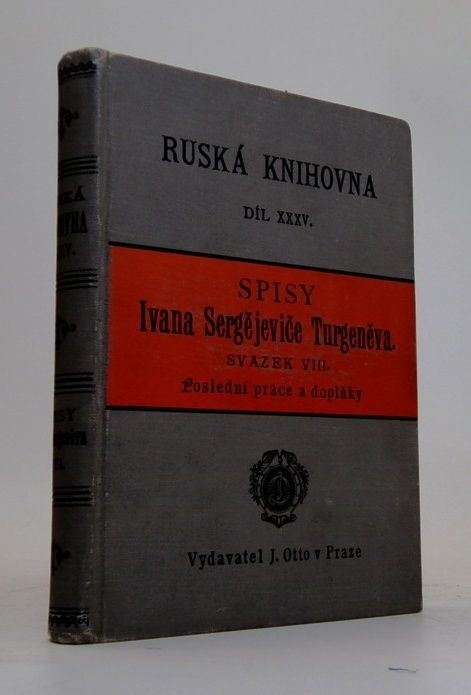 RUSKÁ KNIHOVNA
DÍL XXXV.
SPISY
Ivana Sergějeviče Turgeněva.
SVAZEK VIII.
Poslední práce a doplňky
Vydavatel J. Otto v Praze